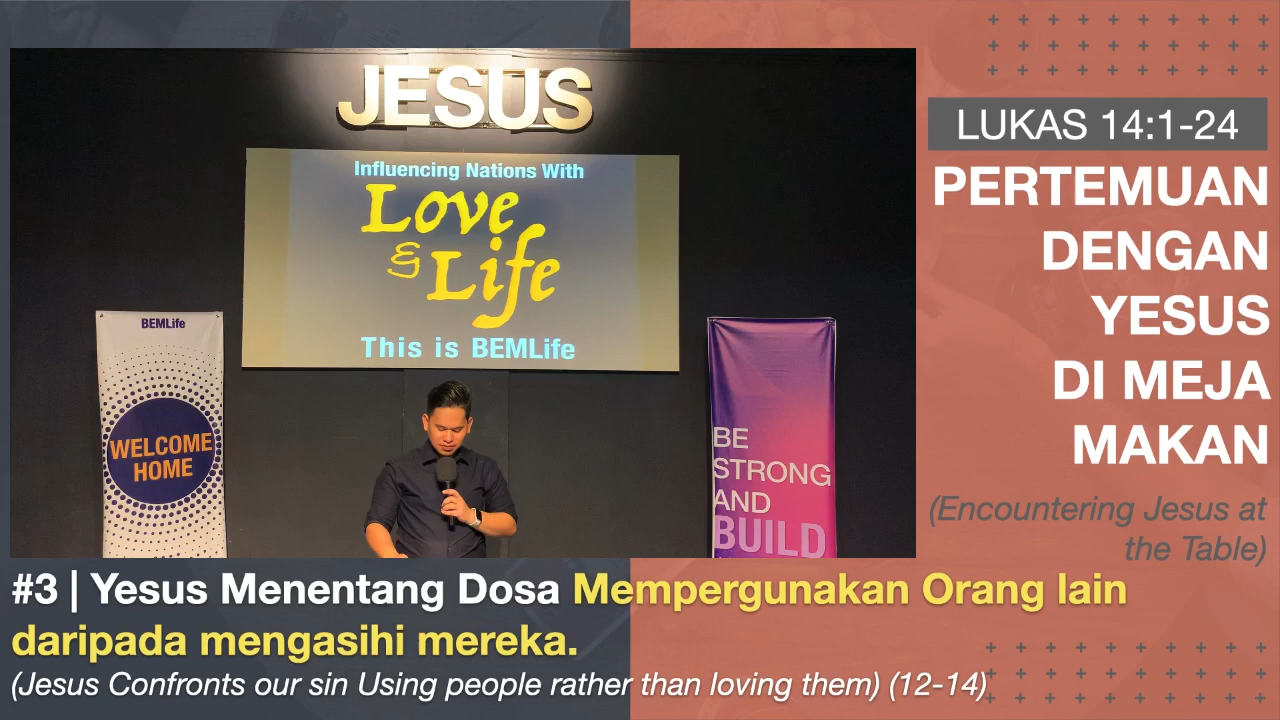 JESUS
Influencing Nations With
Love
& Life
This is BEMLife
BEMLife
WELCOME
HOME
BE
STRONG
AND
BUILD
LUKAS 14:1-24
PERTEMUAN
DENGAN
YESUS
DI MEJA
MAKAN
(Encountering Jesus at
the Table)
#3 | Yesus Menentang Dosa Mempergunakan Orang lain
daripada mengasihi mereka.
(Jesus Confronts our sin Using people rather than loving them) (12-14)